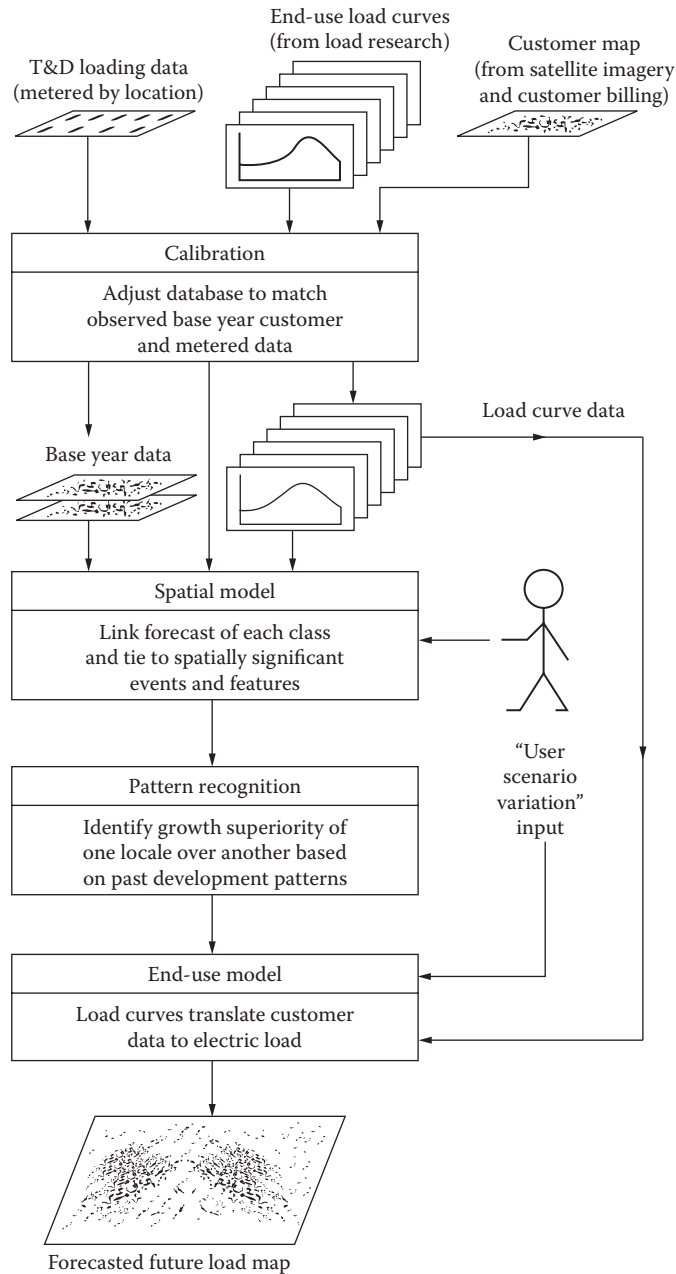 End-use load curves
(from load research)
Customer map
(from satellite imagery
and customer billing)
T&D loading data
(metered by location)
Calibration
Adjust database to match
observed base year customer
and metered data
Load curve data
Base year data
Spatial model
Link forecast of each class
and tie to spatially significant
events and features
“User
scenario
variation”
input
Pattern recognition
Identify growth superiority of
one locale over another based
on past development patterns
End-use model
Load curves translate customer
data to electric load
Forecasted future load map